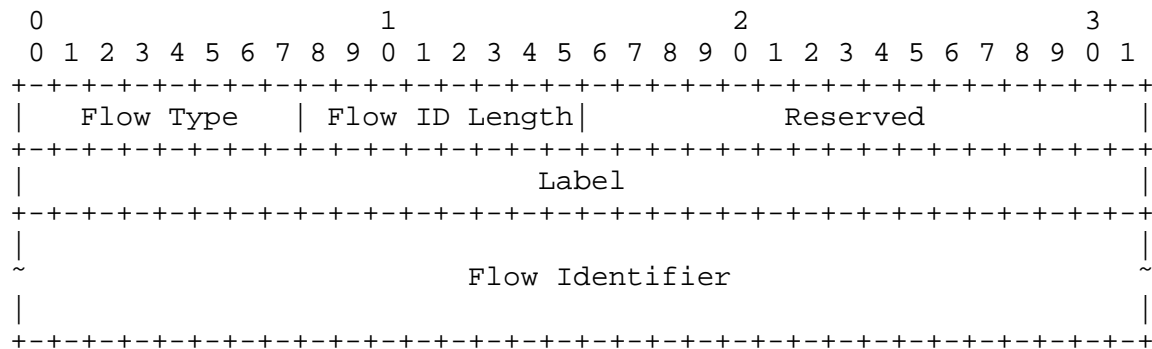 0                   1                   2                   3
 0 1 2 3 4 5 6 7 8 9 0 1 2 3 4 5 6 7 8 9 0 1 2 3 4 5 6 7 8 9 0 1
+-+-+-+-+-+-+-+-+-+-+-+-+-+-+-+-+-+-+-+-+-+-+-+-+-+-+-+-+-+-+-+-+
|   Flow Type   | Flow ID Length|           Reserved            |
+-+-+-+-+-+-+-+-+-+-+-+-+-+-+-+-+-+-+-+-+-+-+-+-+-+-+-+-+-+-+-+-+
|                             Label                             |
+-+-+-+-+-+-+-+-+-+-+-+-+-+-+-+-+-+-+-+-+-+-+-+-+-+-+-+-+-+-+-+-+
|                                                               |
~                         Flow Identifier                       ~
|                                                               |
+-+-+-+-+-+-+-+-+-+-+-+-+-+-+-+-+-+-+-+-+-+-+-+-+-+-+-+-+-+-+-+-+